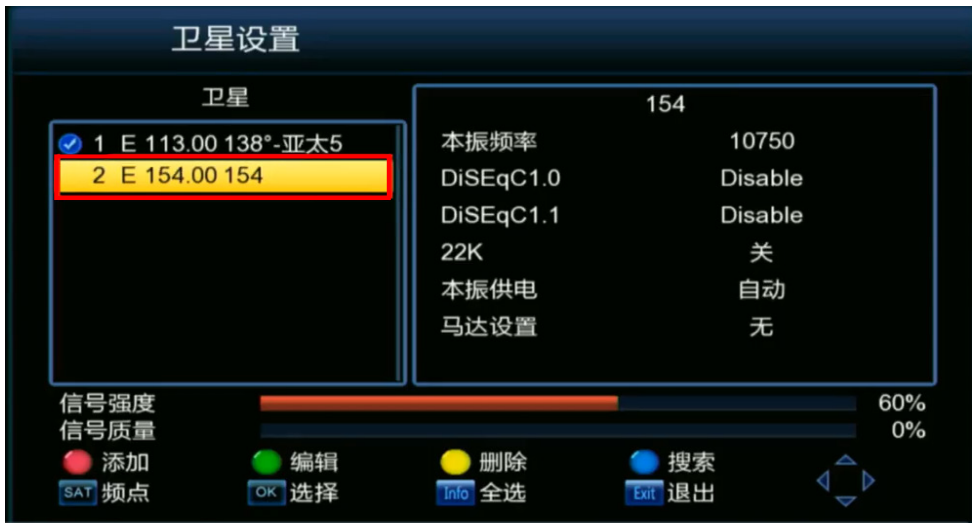 卫星设置
卫星
1 E 113.00 138°-亚太5
2 E 154.00 154
154
本振频率 10750
DiSEqC1.0 Disable
DiSEqC1.1 Disable
22K 关
本振供电 自动
马达设置 无
信号强度 60%
信号质量 0%
添加 编辑 删除 搜索
SAT 频点 OK 选择 Info 全选 Exit 退出